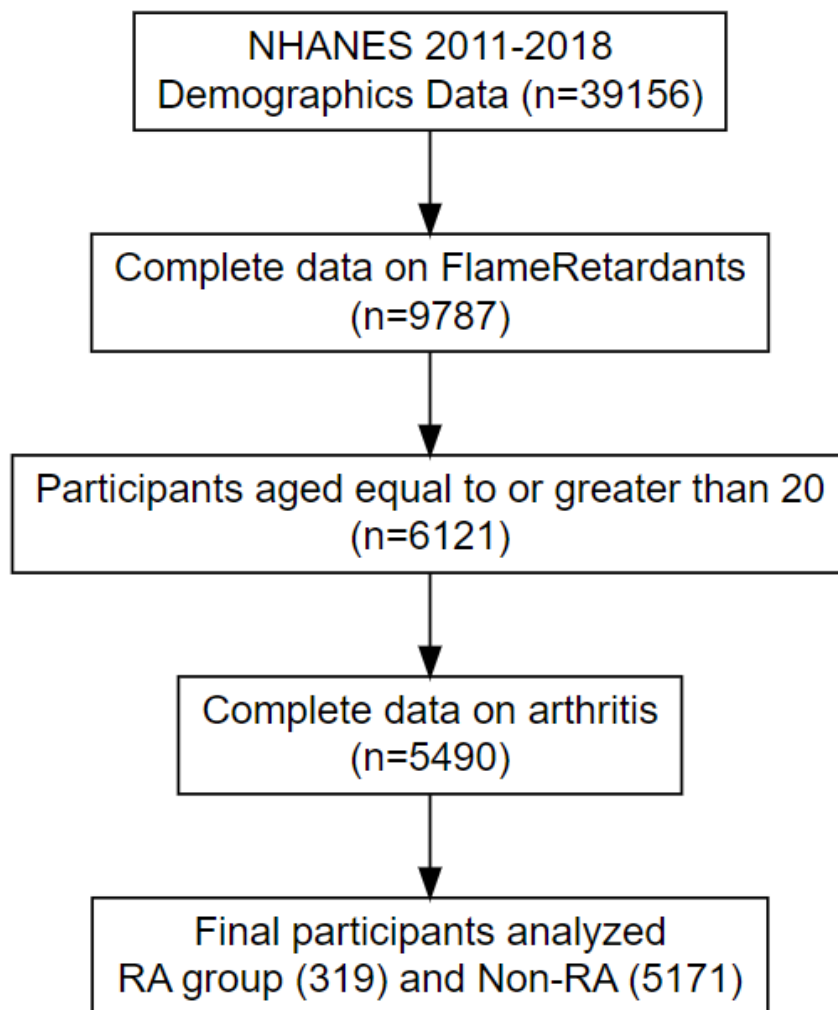 NHANES 2011-2018
Demographics Data (n=39156)
Complete data on FlameRetardants
(n=9787)
Participants aged equal to or greater than 20
(n=6121)
Complete data on arthritis
(n=5490)
Final participants analyzed
RA group (319) and Non-RA (5171)